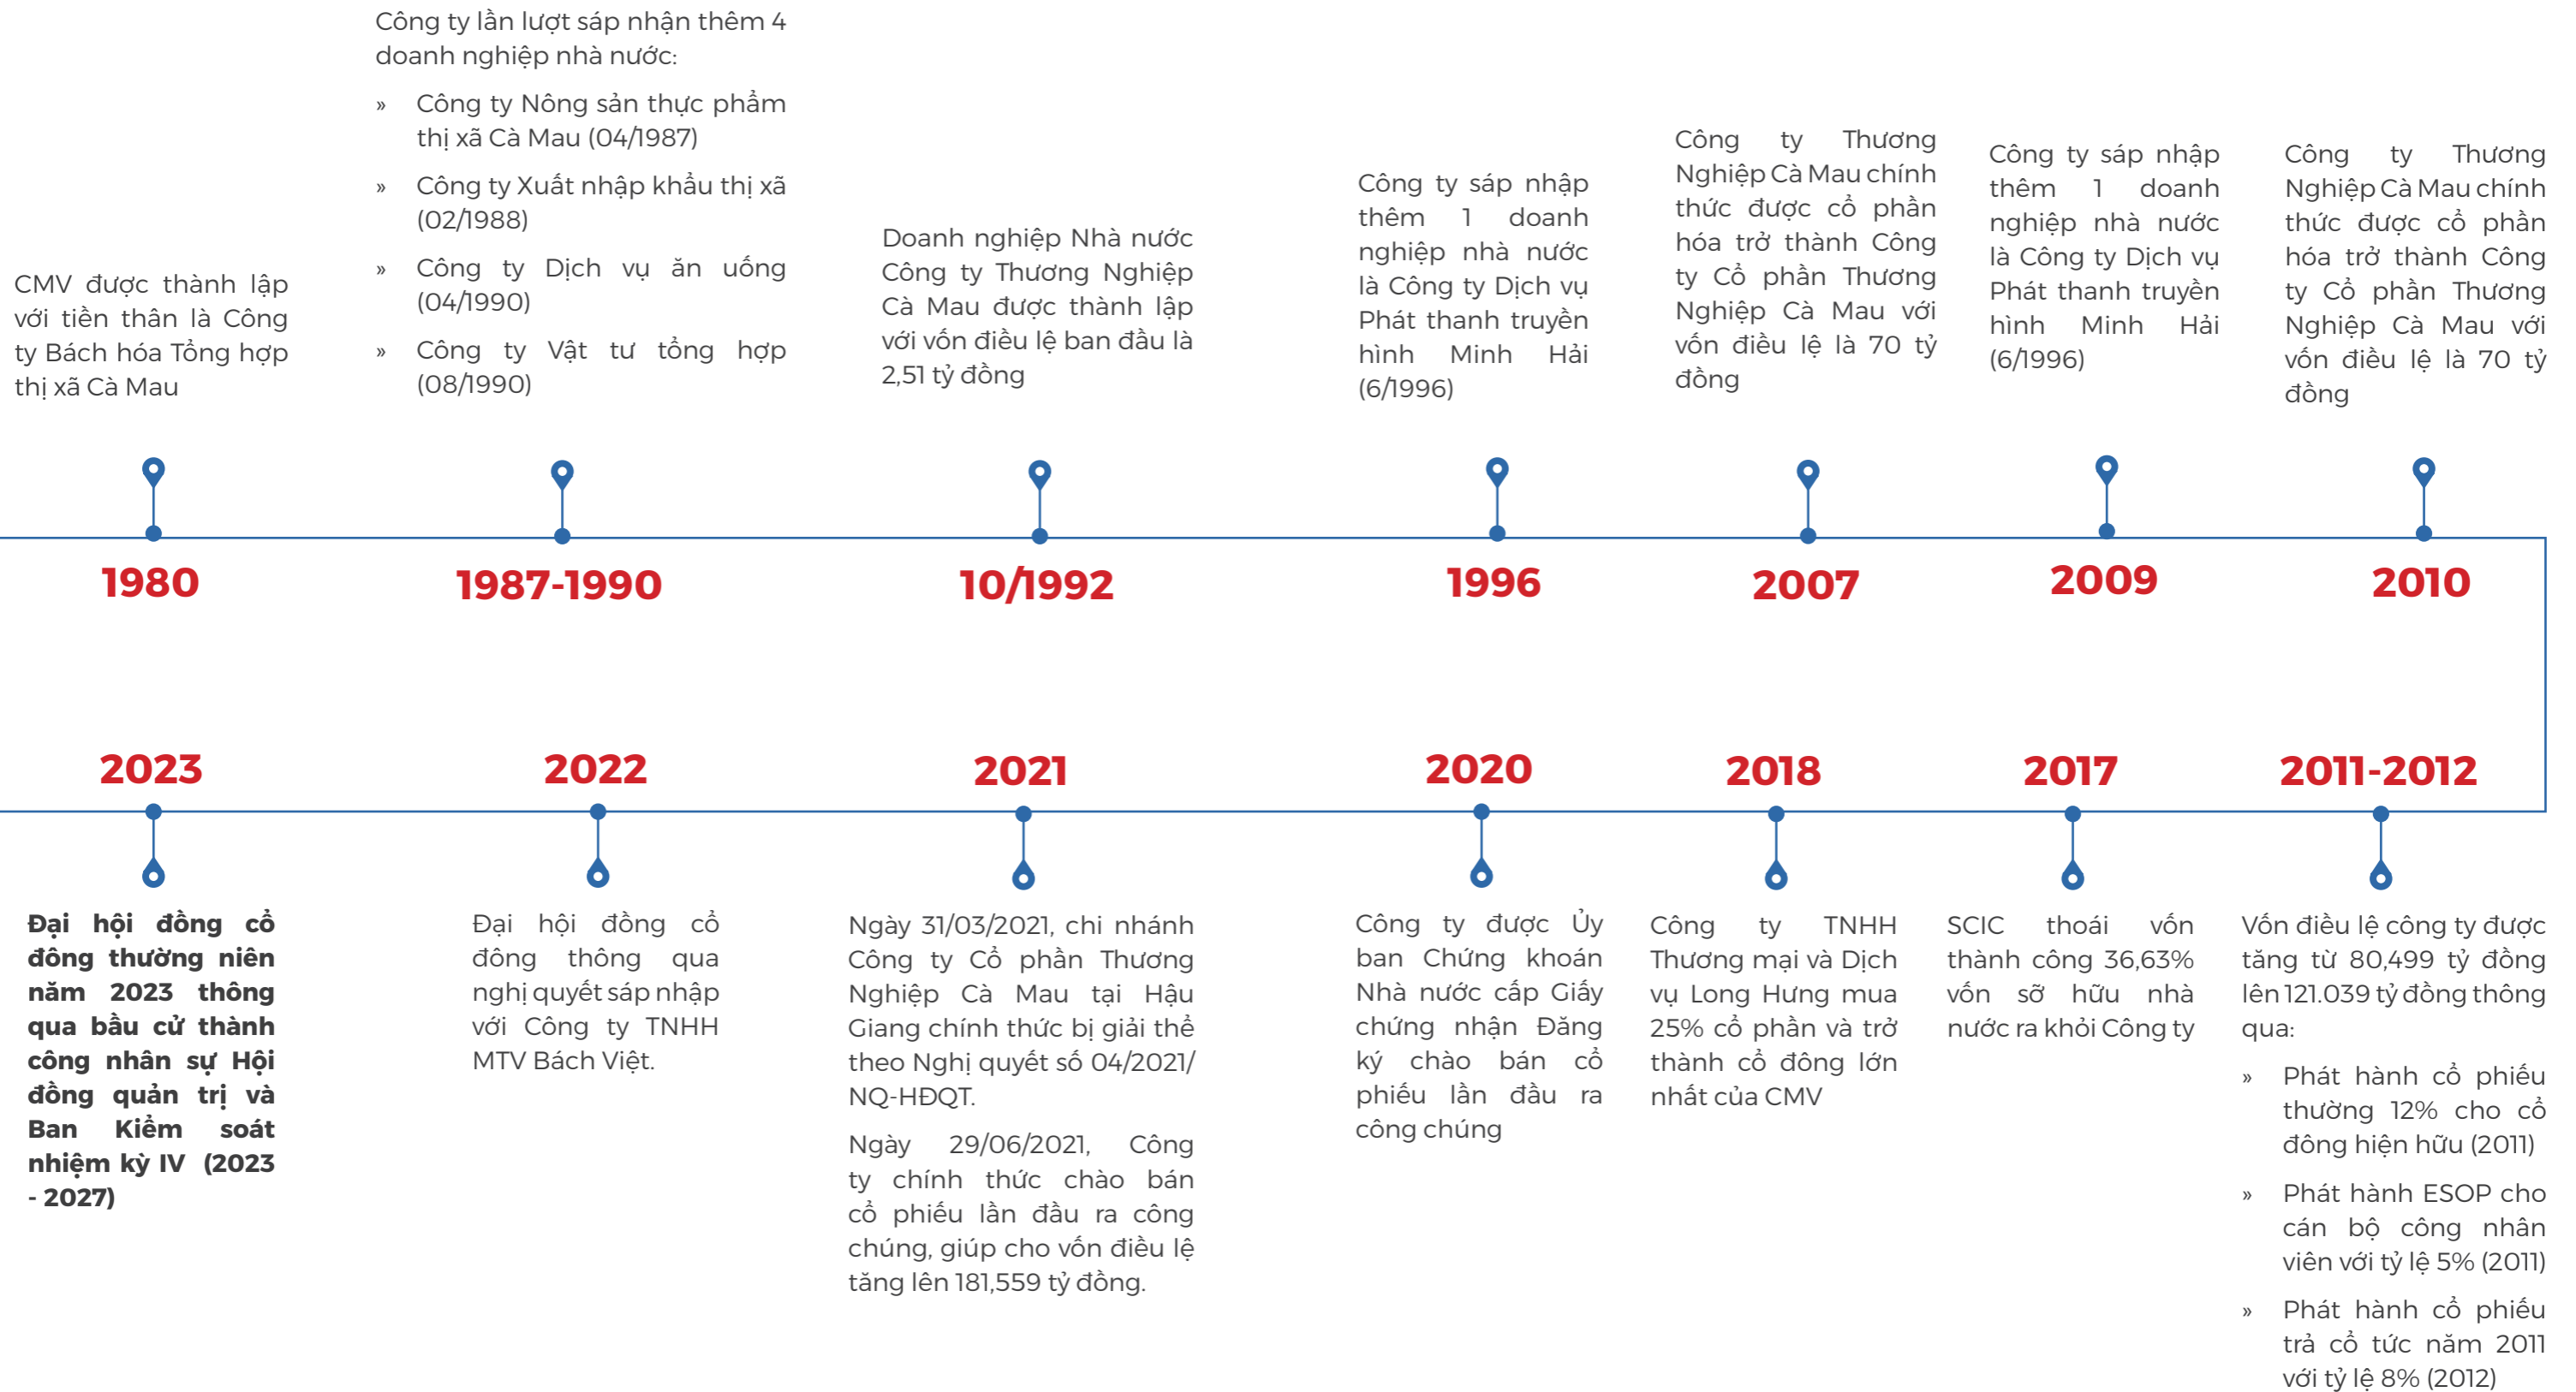 CMV được thành lập
với tiền thân là Công
ty Bách hóa Tổng hợp
thị xã Cà Mau
1980
Công ty lần lượt sáp nhận thêm 4
doanh nghiệp nhà nước:
» Công ty Nông sản thực phẩm
thị xã Cà Mau (04/1987)
» Công ty Xuất nhập khẩu thị xã
(02/1988)
» Công ty Dịch vụ ăn uống
(04/1990)
» Công ty Vật tư tổng hợp
(08/1990)
1987-1990
Doanh nghiệp Nhà nước
Công ty Thương Nghiệp
Cà Mau được thành lập
với vốn điều lệ ban đầu là
2,51 tỷ đồng
10/1992
Công ty sáp nhập
thêm 1 doanh
nghiệp nhà nước
là Công ty Dịch vụ
Phát thanh truyền
hình Minh Hải
(6/1996)
1996
Công ty Thương
Nghiệp Cà Mau chính
thức được cổ phần
hóa trở thành Công
ty Cổ phần Thương
Nghiệp Cà Mau với
vốn điều lệ là 70 tỷ
đồng
2007
Công ty sáp nhập
thêm 1 doanh
nghiệp nhà nước
là Công ty Dịch vụ
Phát thanh truyền
hình Minh Hải
(6/1996)
2009
Công ty Thương
Nghiệp Cà Mau chính
thức được cổ phần
hóa trở thành Công
ty Cổ phần Thương
Nghiệp Cà Mau với
vốn điều lệ là 70 tỷ
đồng
2010
2023
Đại hội đồng cổ
đông thường niên
năm 2023 thông
qua bầu cử thành
công nhân sự Hội
đồng quản trị và
Ban Kiểm soát
nhiệm kỳ IV (2023
- 2027)
2022
Đại hội đồng cổ
đông thông qua
nghị quyết sáp nhập
với Công ty TNHH
MTV Bách Việt.
2021
Ngày 31/03/2021, chi nhánh
Công ty Cổ phần Thương
Nghiệp Cà Mau tại Hậu
Giang chính thức bị giải thể
theo Nghị quyết số 04/2021/
NQ-HĐQT.
Ngày 29/06/2021, Công
ty chính thức chào bán
cổ phiếu lần đầu ra công
chúng, giúp cho vốn điều lệ
tăng lên 181,559 tỷ đồng.
2020
Công ty được Ủy
ban Chứng khoán
Nhà nước cấp Giấy
chứng nhận Đăng
ký chào bán cổ
phiếu lần đầu ra
công chúng
2018
Công ty TNHH
Thương mại và Dịch
vụ Long Hưng mua
25% cổ phần và trở
thành cổ đông lớn
nhất của CMV
2017
SCIC thoái vốn
thành công 36,63%
vốn sỡ hữu nhà
nước ra khỏi Công ty
2011-2012
Vốn điều lệ công ty được
tăng từ 80,499 tỷ đồng
lên 121.039 tỷ đồng thông
qua:
» Phát hành cổ phiếu
thường 12% cho cổ
đông hiện hữu (2011)
» Phát hành ESOP cho
cán bộ công nhân
viên với tỷ lệ 5% (2011)
» Phát hành cổ phiếu
trả cổ tức năm 2011
với tỷ lệ 8% (2012)